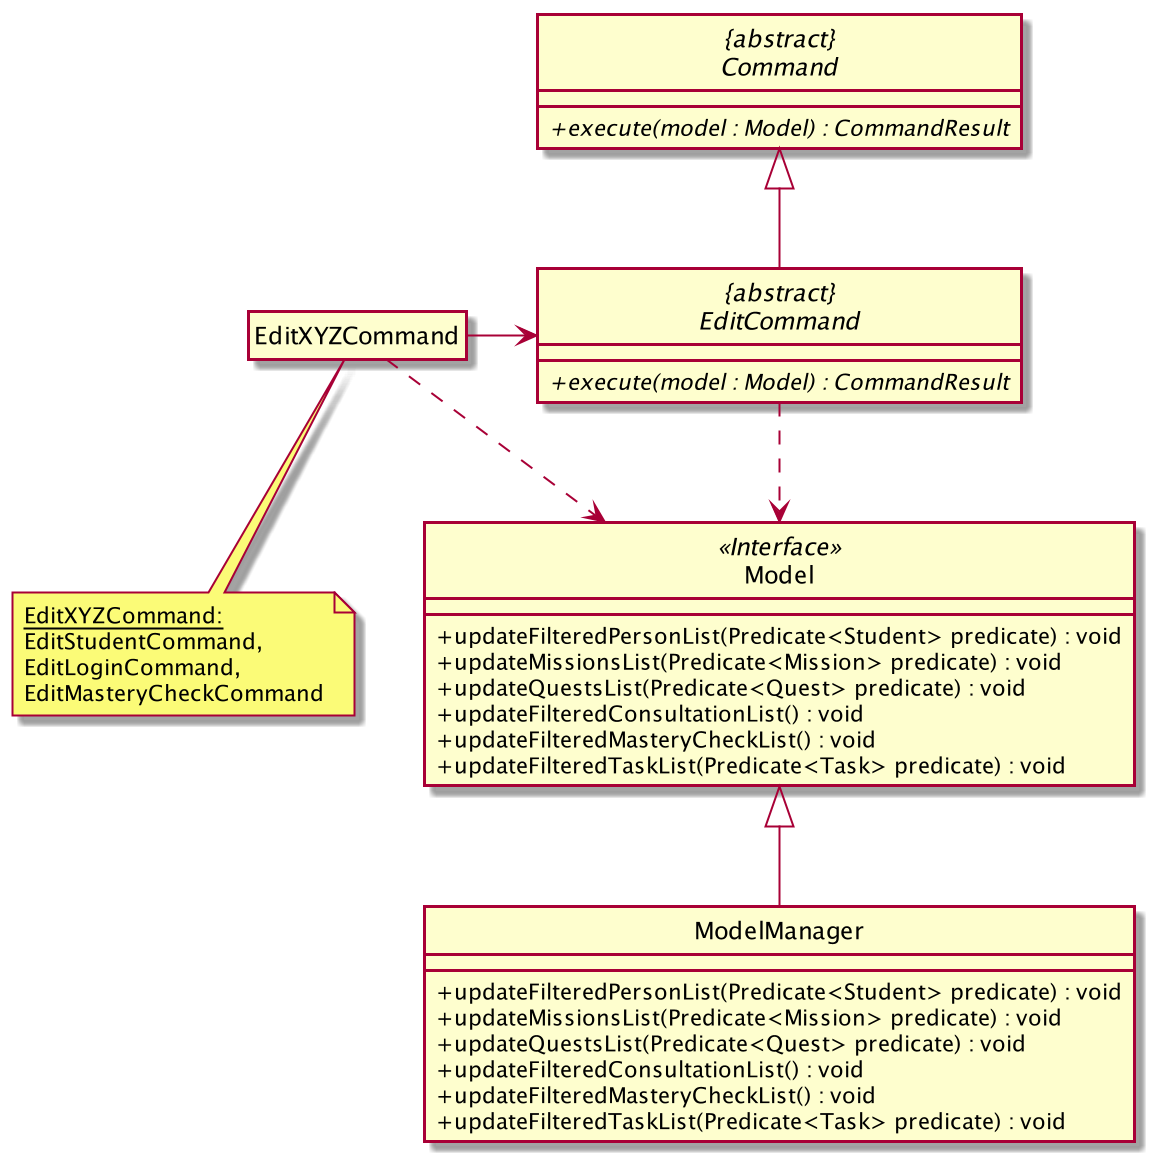 {abstract}
Command
+execute(model : Model) : CommandResult
{abstract}
EditCommand
+execute(model : Model) : CommandResult
EditXYZCommand
EditXYZCommand:
EditStudentCommand,
EditLoginCommand,
EditMasteryCheckCommand
«Interface»
Model
+updateFilteredPersonList(Predicate<Student> predicate) : void
+updateMissionsList(Predicate<Mission> predicate) : void
+updateQuestsList(Predicate<Quest> predicate) : void
+updateFilteredConsultationList() : void
+updateFilteredMasteryCheckList() : void
+updateFilteredTaskList(Predicate<Task> predicate) : void
ModelManager
+updateFilteredPersonList(Predicate<Student> predicate) : void
+updateMissionsList(Predicate<Mission> predicate) : void
+updateQuestsList(Predicate<Quest> predicate) : void
+updateFilteredConsultationList() : void
+updateFilteredMasteryCheckList() : void
+updateFilteredTaskList(Predicate<Task> predicate) : void